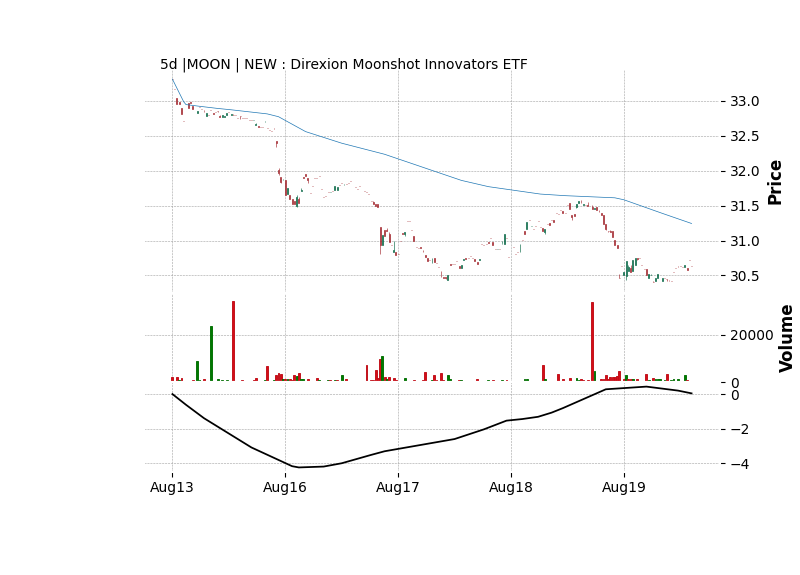 5d |MOON | NEW : Direxion Moonshot Innovators ETF
33.0
32.5
32.0
31.5
31.0
30.5
Price
20000
0
Volume
0
−2
−4
Aug13 Aug16 Aug17 Aug18 Aug19